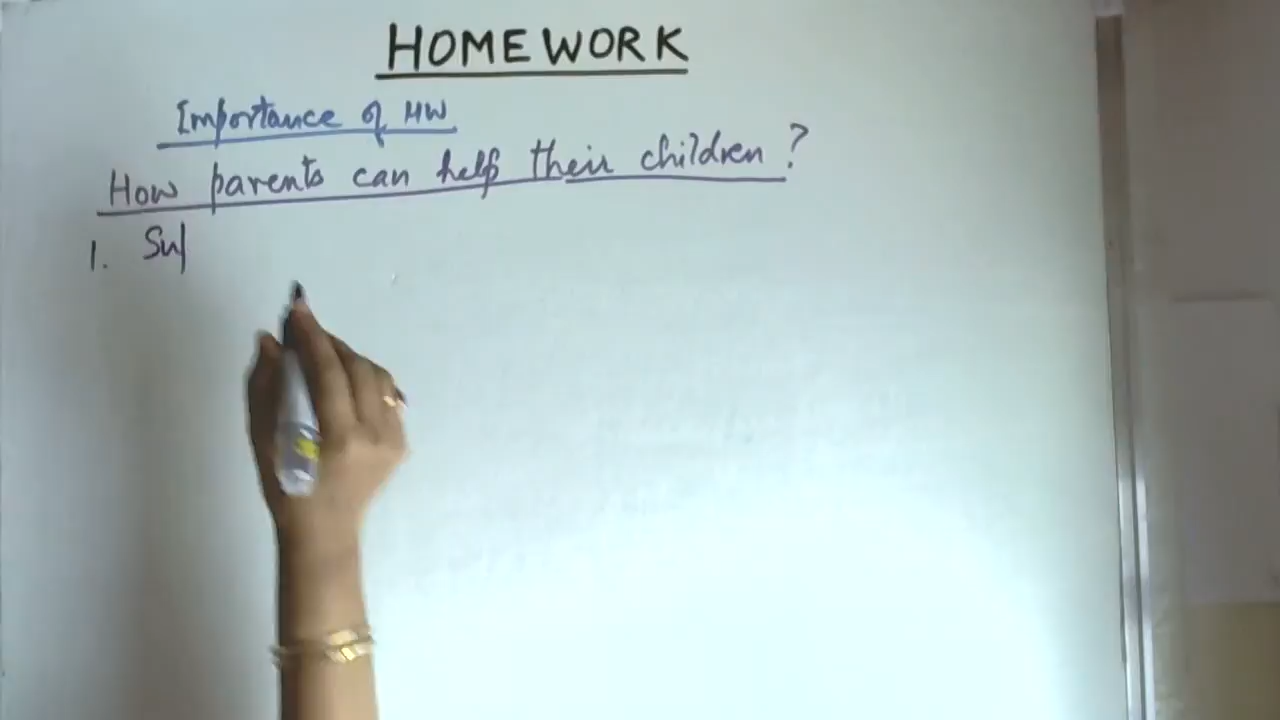 HOMEWORK
Importance of HW
How parents can help their children ?
1. Su